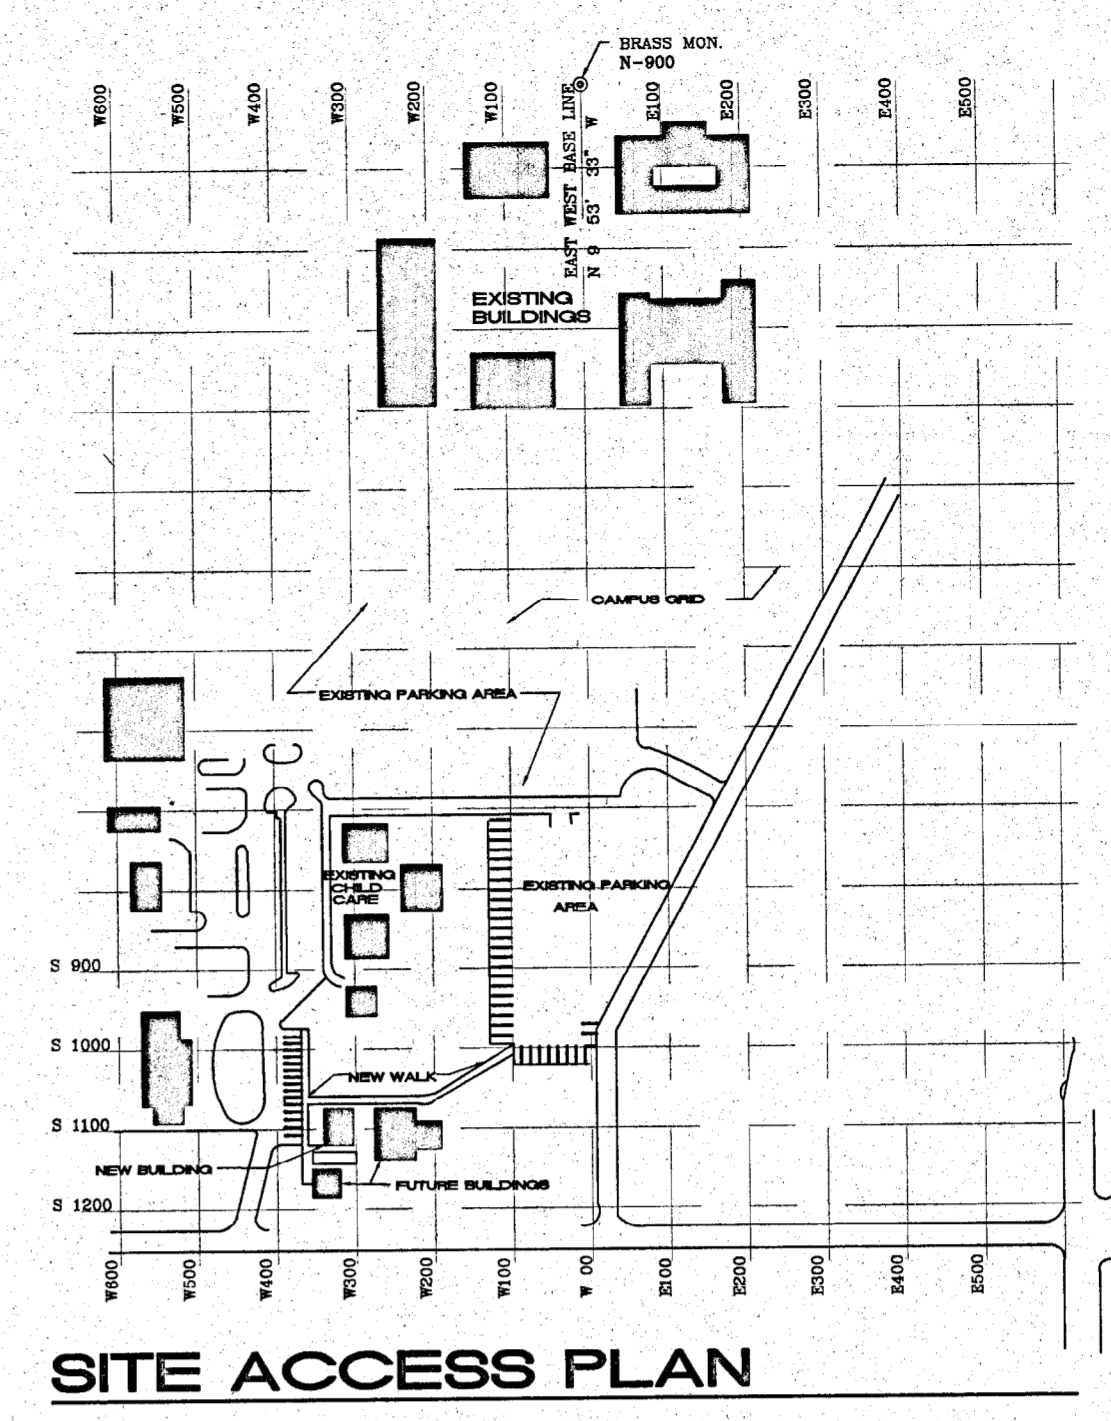 BRASS MON.
N-900
W600
W500
W400
W300
W200
W100
EAST WEST BASE LINE
N 9 53' 33" W
E100
E200
E300
E400
E500
EXISTING
BUILDINGS
CAMPUS GRID
EXISTING PARKING AREA
EXISTING
CHILD
CARE
EXISTING PARKING
AREA
S 900
S 1000
NEW WALK
S 1100
NEW BUILDING
FUTURE BUILDINGS
S 1200
W600
W500
W400
W300
W200
W100
W 00
E100
E200
E300
E400
E500
SITE ACCESS PLAN